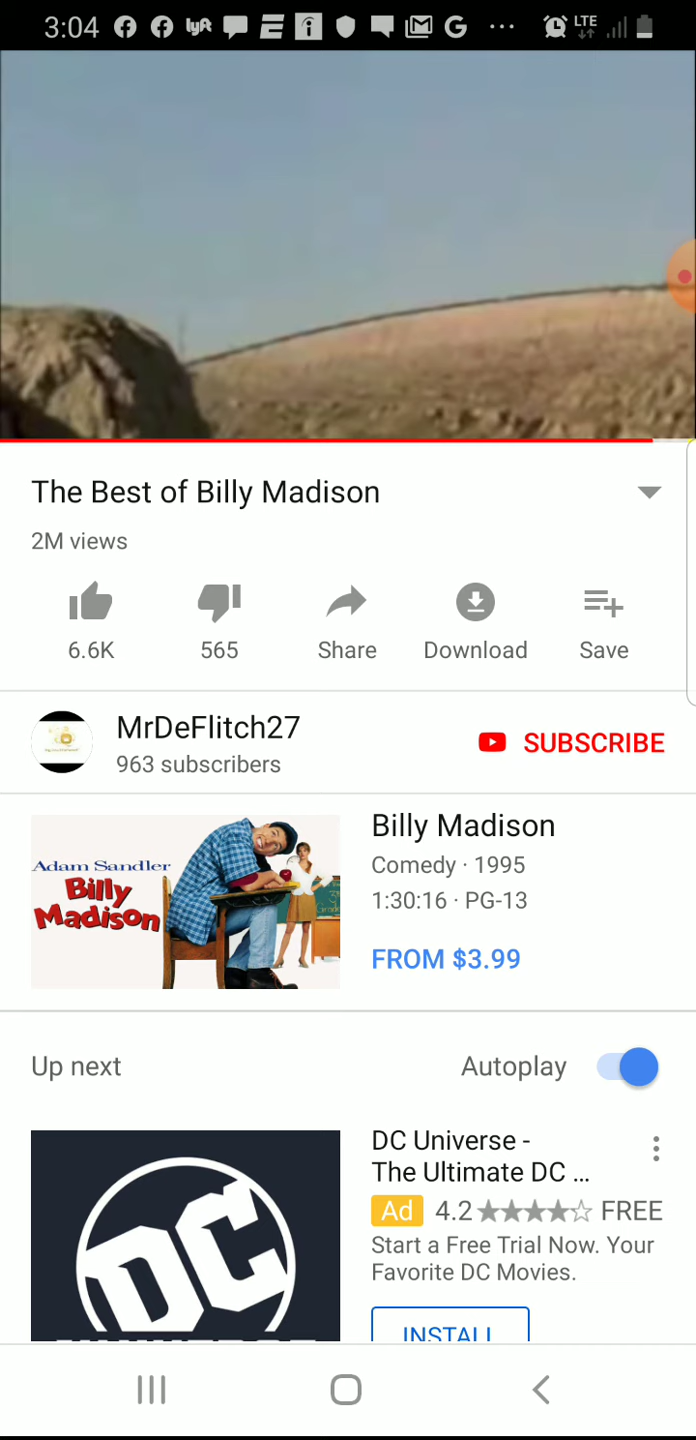 3:04 LTE
The Best of Billy Madison
2M views
6.6K 565 Share Download Save
MrDeFlitch27
963 subscribers
SUBSCRIBE
Adam Sandler
Billy
Madison
Billy Madison
Comedy · 1995
1:30:16 · PG-13
FROM $3.99
Up next
Autoplay
DC
DC Universe -
The Ultimate DC ...
Ad 4.2 FREE
Start a Free Trial Now. Your
Favorite DC Movies.
INSTALL